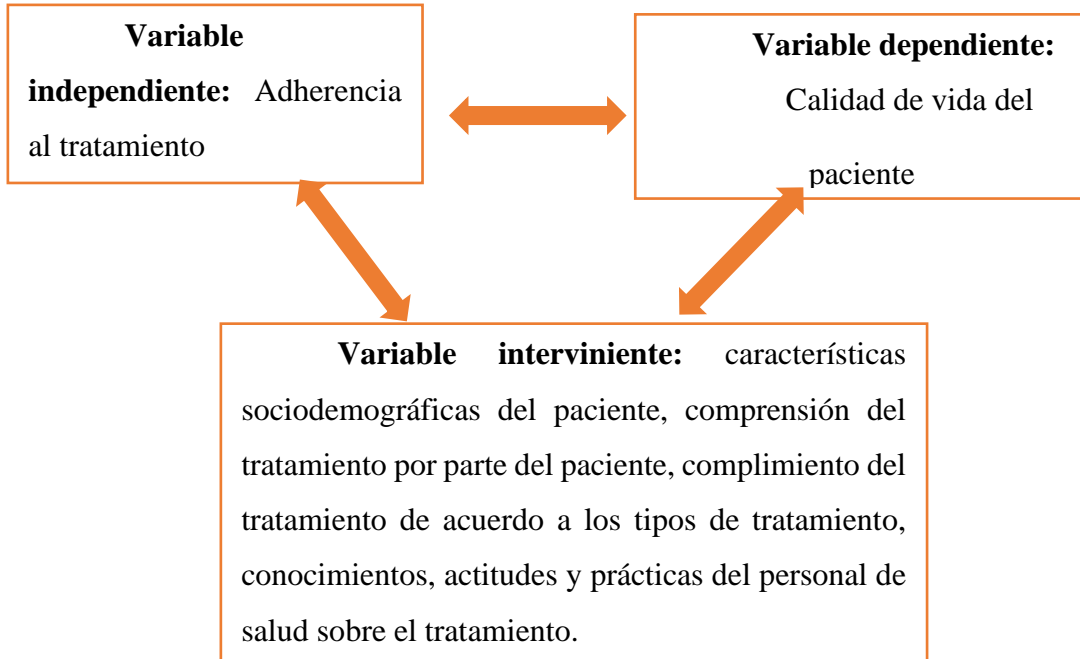 Variable
independiente: Adherencia
al tratamiento
Variable dependiente:
Calidad de vida del
paciente
Variable interviniente: características
sociodemográficas del paciente, comprensión del
tratamiento por parte del paciente, complimiento del
tratamiento de acuerdo a los tipos de tratamiento,
conocimientos, actitudes y prácticas del personal de
salud sobre el tratamiento.